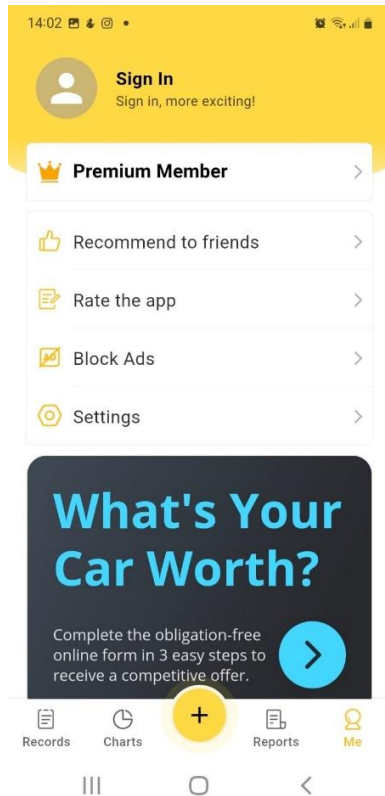 14:02
Sign In
Sign in, more exciting!
Premium Member
Recommend to friends
Rate the app
AD
Block Ads
Settings
What's Your
Car Worth?
Complete the obligation-free
online form in 3 easy steps to
receive a competitive offer.
+
Records
Charts
Reports
Me